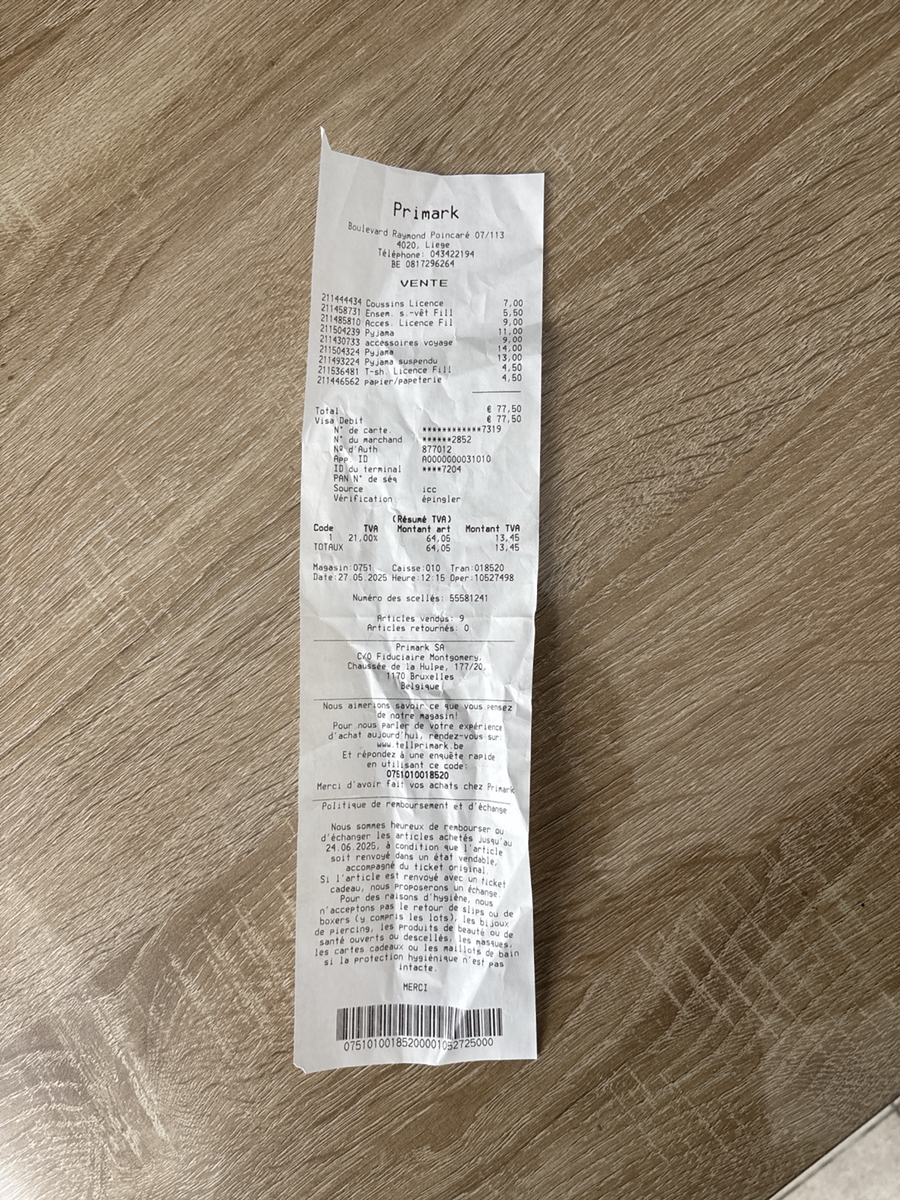 Primark
Boulevard Raymond Poincaré 07/113
4020, Liege
Téléphone: 043422194
BE 0817296264
VENTE
211444434 Coussins Licence 7,00
211458731 Ensem. s.-vêt Fill 5,50
211485810 Acces. Licence Fil 9,00
211504239 Pyjama 11,00
211430733 accessoires voyage 9,00
211504324 Pyjama 14,00
211493224 Pyjama suspendu 13,00
211536481 T-sh. Licence Fill 4,50
211446562 papier/papeterie 4,50
Total € 77,50
Visa Debit € 77,50
N° de carte. ************7319
N° du marchand ******2852
Nº d'Auth 877012
App. ID A0000000031010
ID du terminal ****7204
PAN N° de séq
Source icc
Vérification: épingler
(Résumé TVA)
Code TVA Montant art Montant TVA
1 21,00% 64,05 13,45
TOTAUX 64,05 13,45
Magasin:0751 Caisse:010 Tran:018520
Date:27.05.2025 Heure:12:15 Oper:10527498
Numéro des scellés: 55581241
Articles vendus: 9
Articles retournés: 0
Primark SA
C/O Fiduciaire Montgomery,
Chaussée de la Hulpe, 177/20,
1170 Bruxelles
Belgique
Nous aimerions savoir ce que vous pensez
de notre magasin!
Pour nous parler de votre expérience
d'achat aujourd'hui, rendez-vous sur:
www.tellprimark.be
Et répondez à une enquête rapide
en utilisant ce code:
0751010018520
Merci d'avoir fait vos achats chez Primark
Politique de remboursement et d'échange
Nous sommes heureux de rembourser ou
d'échanger les articles achetés jusqu'au
24.06.2025, à condition que l'article
soit renvoyé dans un état vendable,
accompagné du ticket original.
Si l'article est renvoyé avec un ticket
cadeau, nous proposerons un échange.
Pour des raisons d'hygiène, nous
n'acceptons pas le retour de slips ou de
boxers (y compris les lots), les bijoux
de piercing, les produits de beauté ou de
santé ouverts ou descellés, les masques,
les cartes cadeaux ou les maillots de bain
si la protection hygiénique n'est pas
intacte.
MERCI